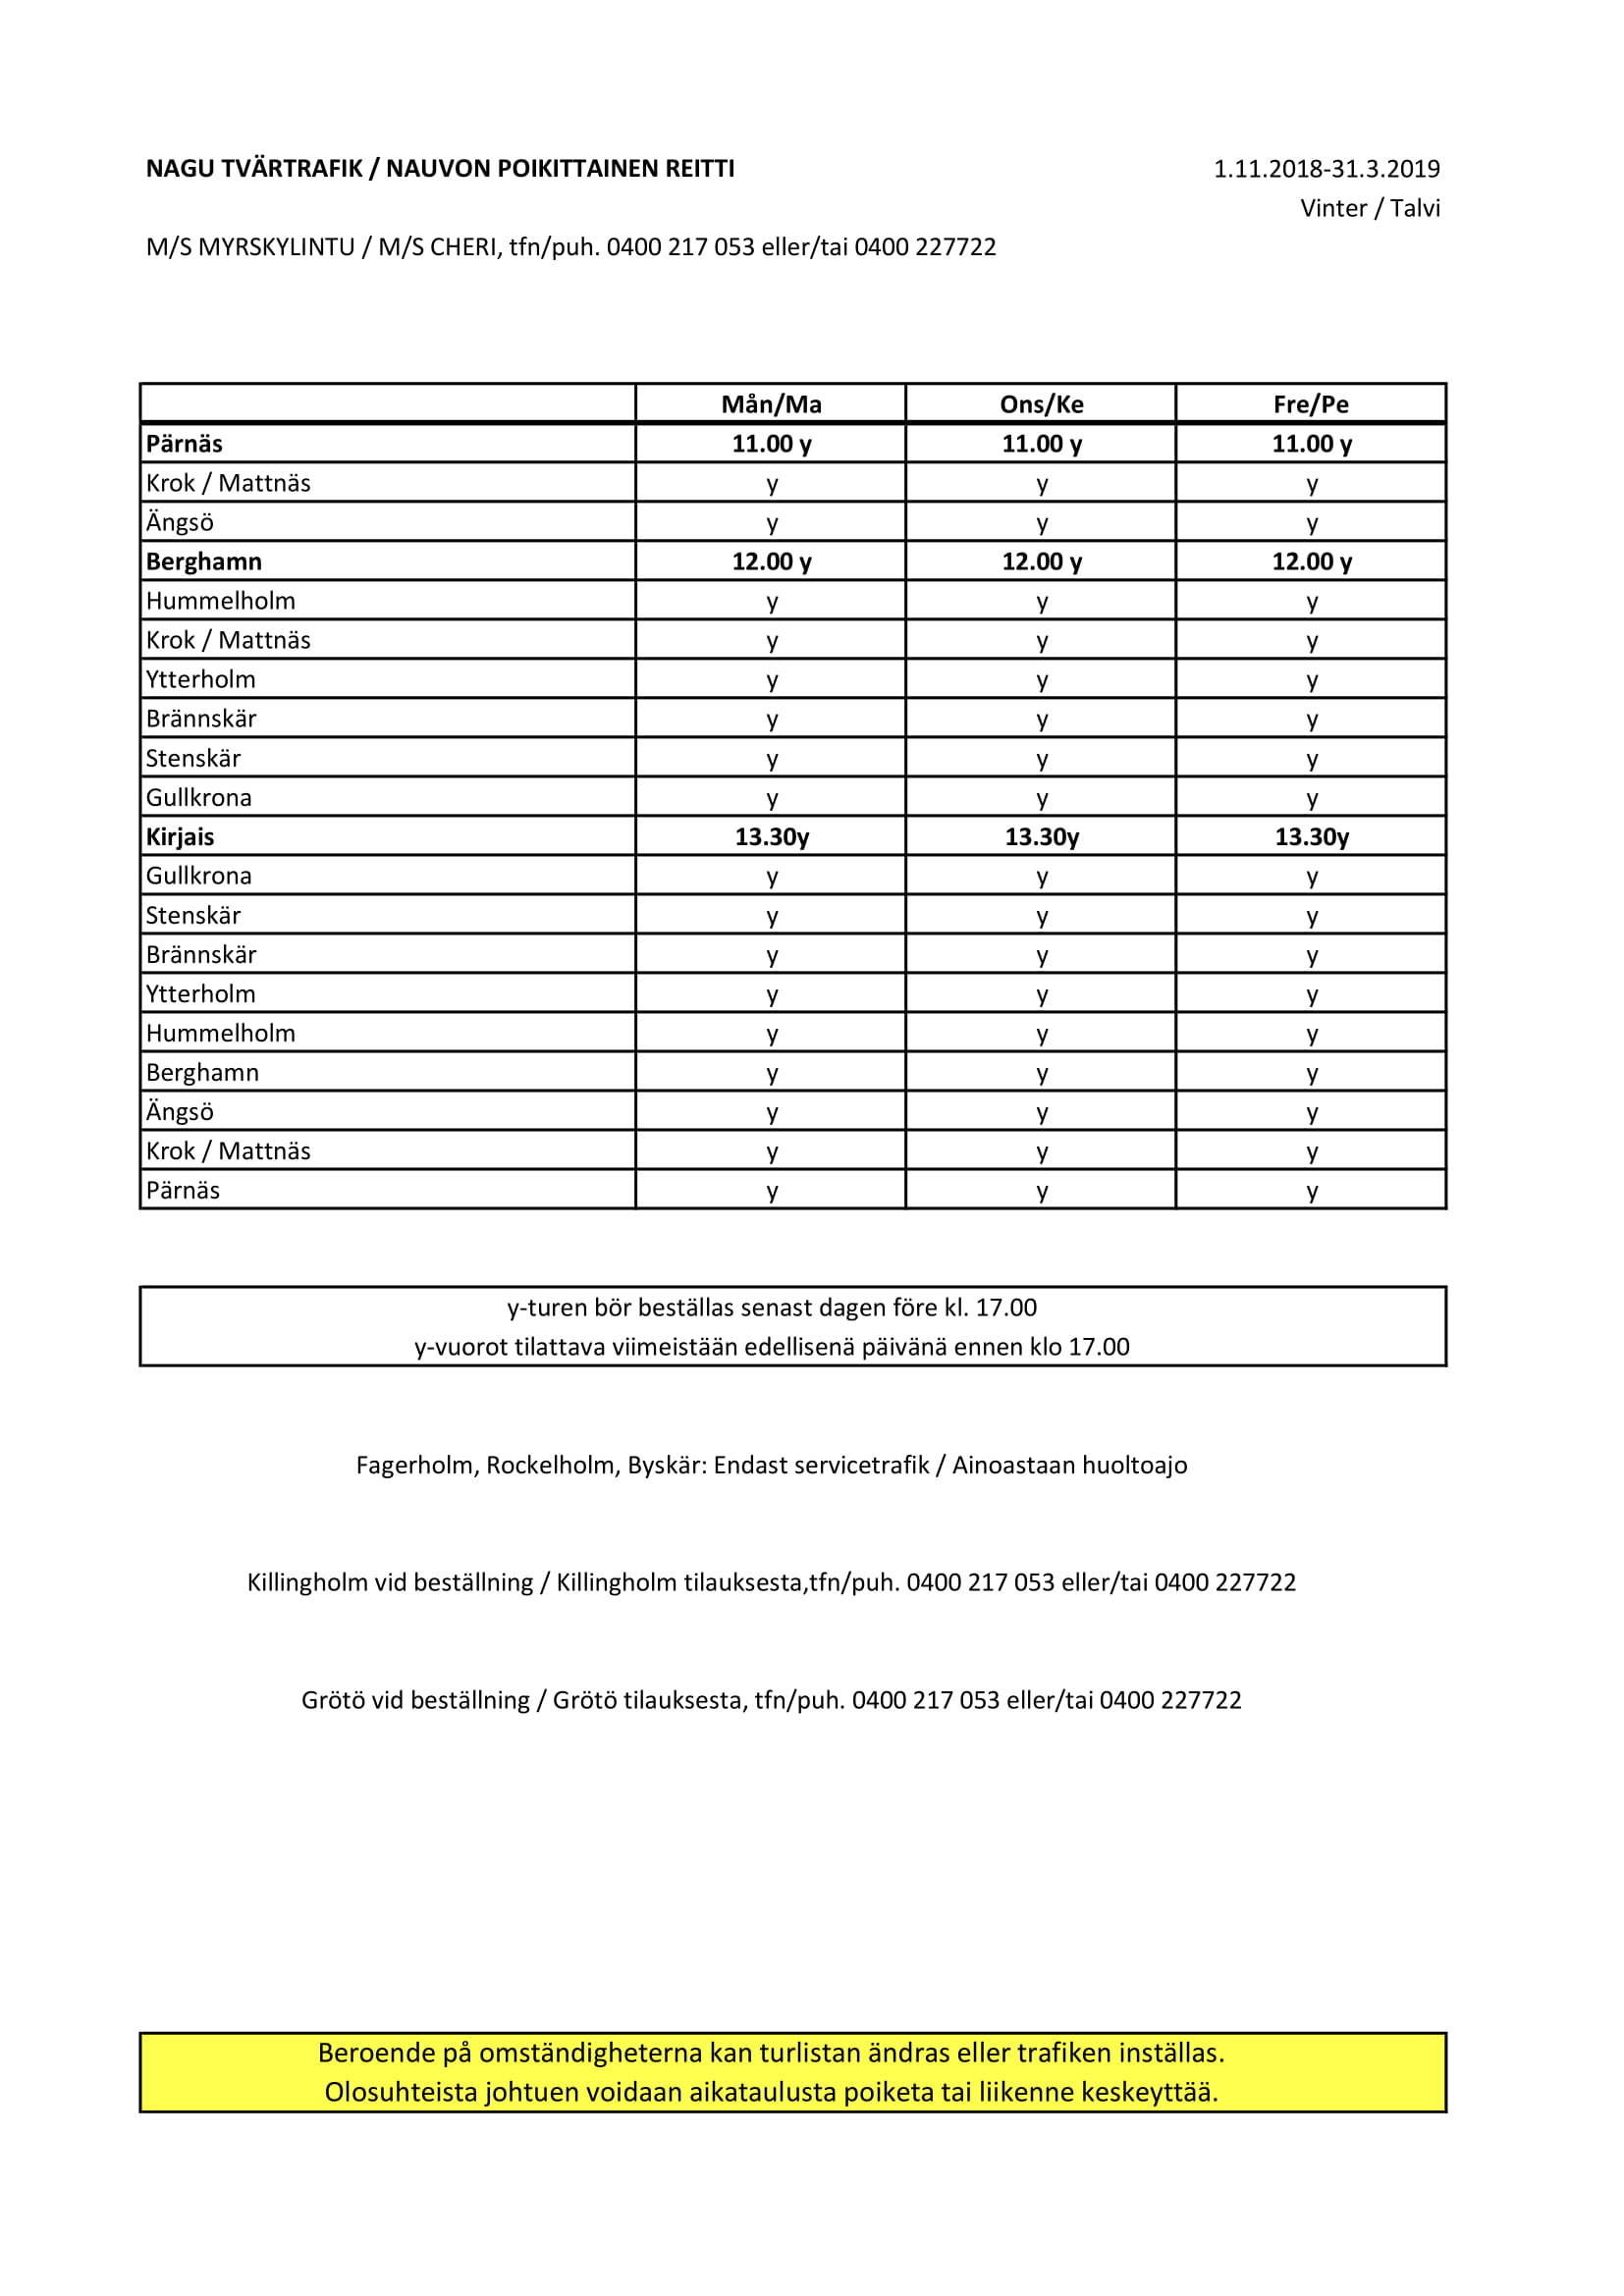 NAGU TVÄRTRAFIK / NAUVON POIKITTAINEN REITTI 1.11.2018-31.3.2019
Vinter / Talvi
M/S MYRSKYLINTU / M/S CHERI, tfn/puh. 0400 217 053 eller/tai 0400 227722
Mån/Ma Ons/Ke Fre/Pe
Pärnäs 11.00 y 11.00 y 11.00 y
Krok / Mattnäs y y y
Ängsö y y y
Berghamn 12.00 y 12.00 y 12.00 y
Hummelholm y y y
Krok / Mattnäs y y y
Ytterholm y y y
Brännskär y y y
Stenskär y y y
Gullkrona y y y
Kirjais 13.30y 13.30y 13.30y
Gullkrona y y y
Stenskär y y y
Brännskär y y y
Ytterholm y y y
Hummelholm y y y
Berghamn y y y
Ängsö y y y
Krok / Mattnäs y y y
Pärnäs y y y
y-turen bör beställas senast dagen före kl. 17.00
y-vuorot tilattava viimeistään edellisenä päivänä ennen klo 17.00
Fagerholm, Rockelholm, Byskär: Endast servicetrafik / Ainoastaan huoltoajo
Killingholm vid beställning / Killingholm tilauksesta,tfn/puh. 0400 217 053 eller/tai 0400 227722
Grötö vid beställning / Grötö tilauksesta, tfn/puh. 0400 217 053 eller/tai 0400 227722
Beroende på omständigheterna kan turlistan ändras eller trafiken inställas.
Olosuhteista johtuen voidaan aikataulusta poiketa tai liikenne keskeyttää.